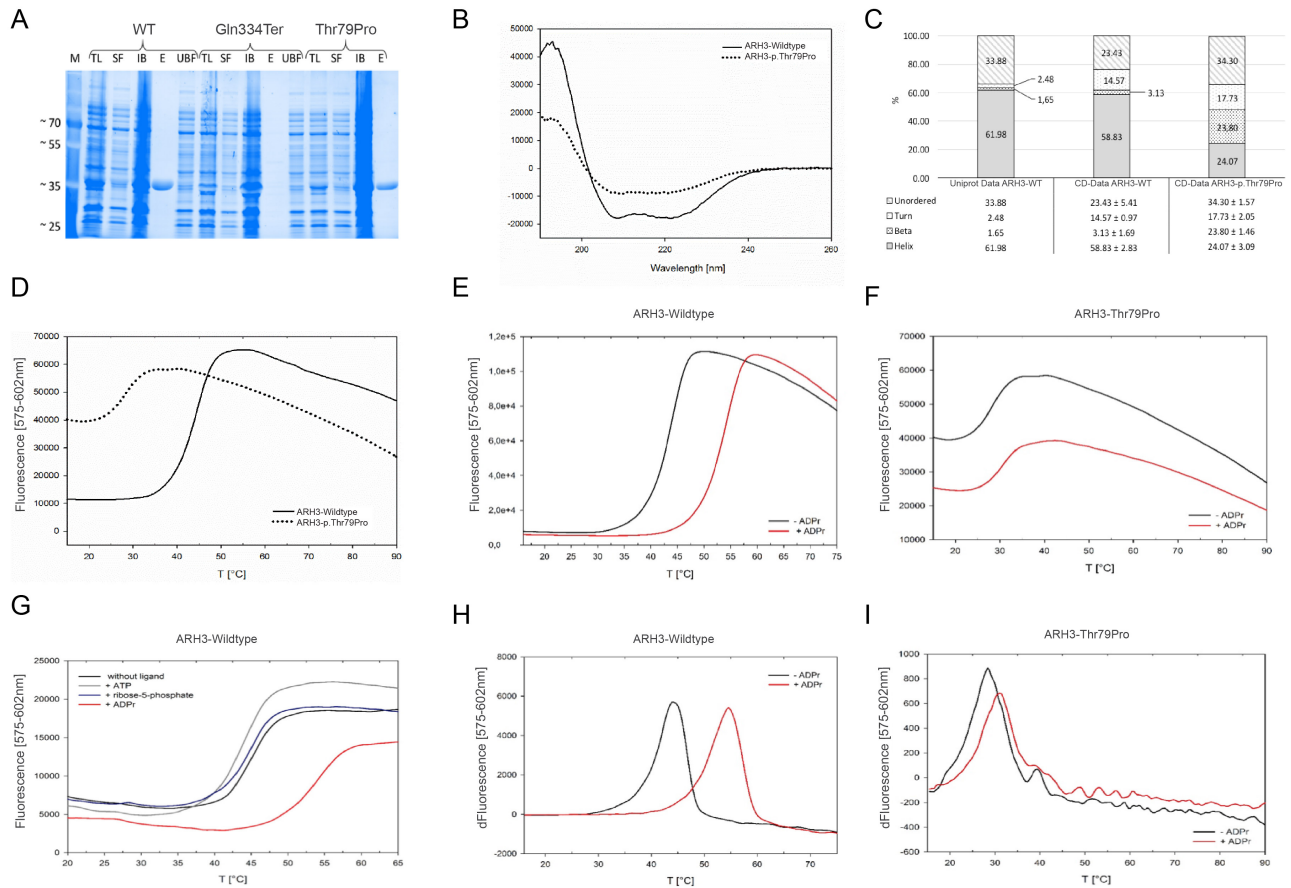 A
WT Gln334Ter Thr79Pro
M TL SF IB E UBF TL SF IB E UBF TL SF IB E
~ 70
~ 55
~ 35
~ 25
B
50000
40000
30000
20000
10000
0
-10000
-20000
ARH3-Wildtype
ARH3-p.Thr79Pro
200 220 240 260
Wavelength [nm]
C
100.00
80.00
60.00
40.00
20.00
0.00
%
33.88
2.48
1,65
61.98
23.43
14.57
3.13
58.83
34.30
17.73
23.80
24.07
Uniprot Data ARH3-WT CD-Data ARH3-WT CD-Data ARH3-p.Thr79Pro
Unordered 33.88 23.43 ± 5.41 34.30 ± 1.57
Turn 2.48 14.57 ± 0.97 17.73 ± 2.05
Beta 1.65 3.13 ± 1.69 23.80 ± 1.46
Helix 61.98 58.83 ± 2.83 24.07 ± 3.09
D
Fluorescence [575-602nm]
70000
60000
50000
40000
30000
20000
10000
0
ARH3-Wildtype
ARH3-p.Thr79Pro
20 30 40 50 60 70 80 90
T [°C]
E
ARH3-Wildtype
Fluorescence [575-602nm]
1,2e+5
1,0e+5
8,0e+4
6,0e+4
4,0e+4
2,0e+4
0,0
- ADPr
+ ADPr
20 25 30 35 40 45 50 55 60 65 70 75
T [°C]
F
ARH3-Thr79Pro
Fluorescence [575-602nm]
70000
60000
50000
40000
30000
20000
10000
- ADPr
+ ADPr
20 30 40 50 60 70 80 90
T [°C]
G
ARH3-Wildtype
Fluorescence [575-602nm]
25000
20000
15000
10000
5000
0
without ligand
+ ATP
+ ribose-5-phosphate
+ ADPr
20 25 30 35 40 45 50 55 60 65
T [°C]
H
ARH3-Wildtype
dFluorescence [575-602nm]
8000
6000
4000
2000
0
-2000
- ADPr
+ ADPr
20 30 40 50 60 70
T [°C]
I
ARH3-Thr79Pro
dFluorescence [575-602nm]
1000
800
600
400
200
0
-200
-400
-600
- ADPr
+ ADPr
20 30 40 50 60 70 80 90
T [°C]